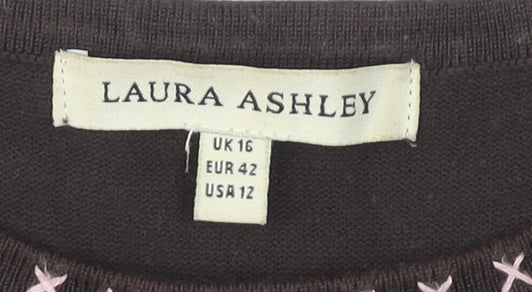 LAURA ASHLEY
UK 16
EUR 42
USA 12